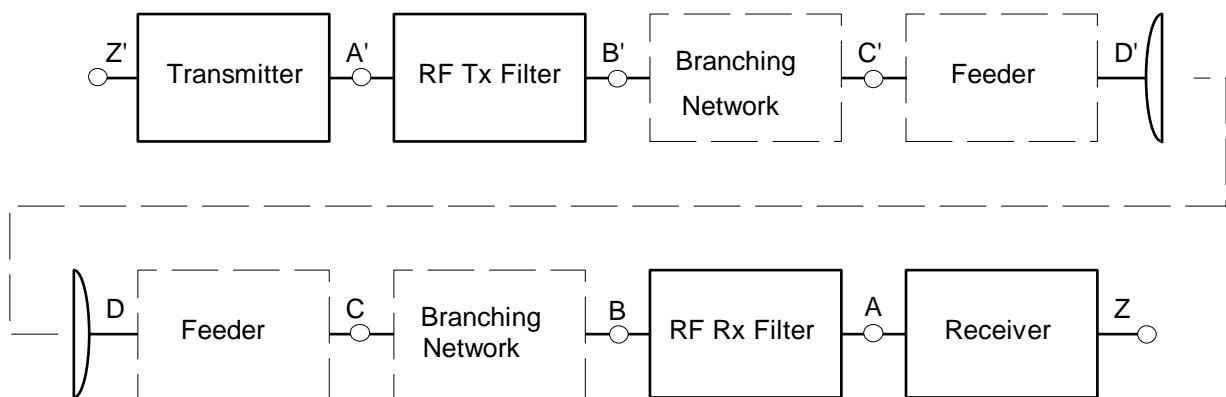 Z'
Transmitter
A'
RF Tx Filter
B'
Branching
Network
C'
Feeder
D'
D
Feeder
C
Branching
Network
B
RF Rx Filter
A
Receiver
Z